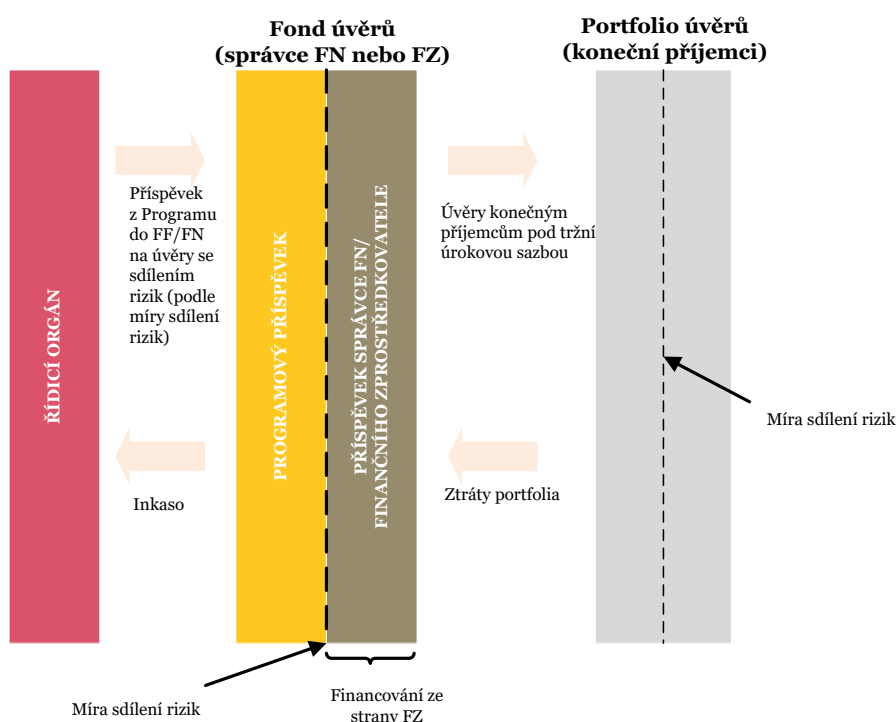 Fond úvěrů
(správce FN nebo FZ)
Portfolio úvěrů
(koneční příjemci)
ŘÍDICÍ ORGÁN
Příspěvek
z Programu
do FF/FN
na úvěry se
sdílením
rizik (podle
míry sdílení
rizik)
Inkaso
PROGRAMOVÝ PŘÍSPĚVEK
PŘÍSPĚVEK SPRÁVCE FN/
FINANČNÍHO ZPROSTŘEDKOVATELE
Úvěry konečným
příjemcům pod tržní
úrokovou sazbou
Ztráty portfolia
Míra sdílení rizik
Míra sdílení rizik
Financování ze
strany FZ